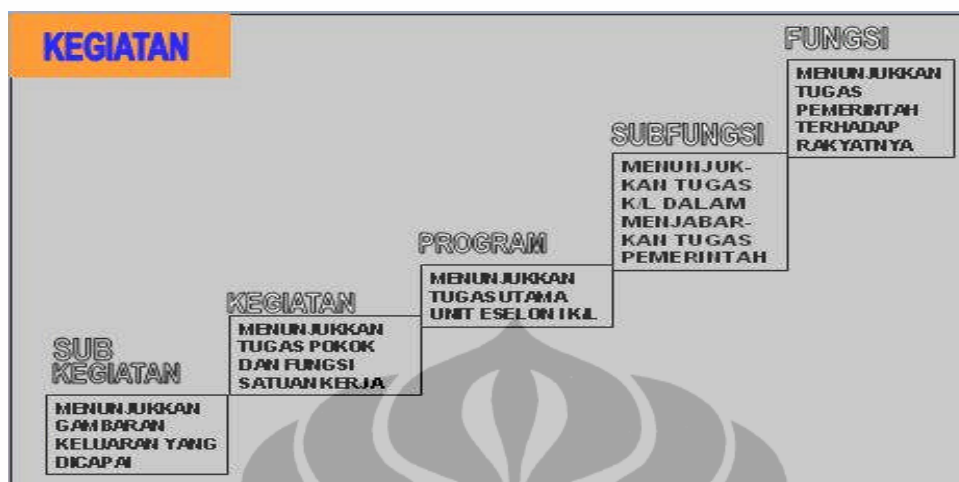 KEGIATAN
FUNGSI
MENUNJUKKAN
TUGAS
PEMERINTAH
TERHADAP
RAKYATNYA
SUBFUNGSI
MENUNJUK-
KAN TUGAS
K/L DALAM
MENJABAR-
KAN TUGAS
PEMERINTAH
PROGRAM
MENUNJUKKAN
TUGAS UTAMA
UNIT ESELON I K/L
KEGIATAN
MENUNJUKKAN
TUGAS POKOK
DAN FUNGSI
SATUAN KERJA
SUB
KEGIATAN
MENUNJUKKAN
GAMBARAN
KELUARAN YANG
DICAPAI